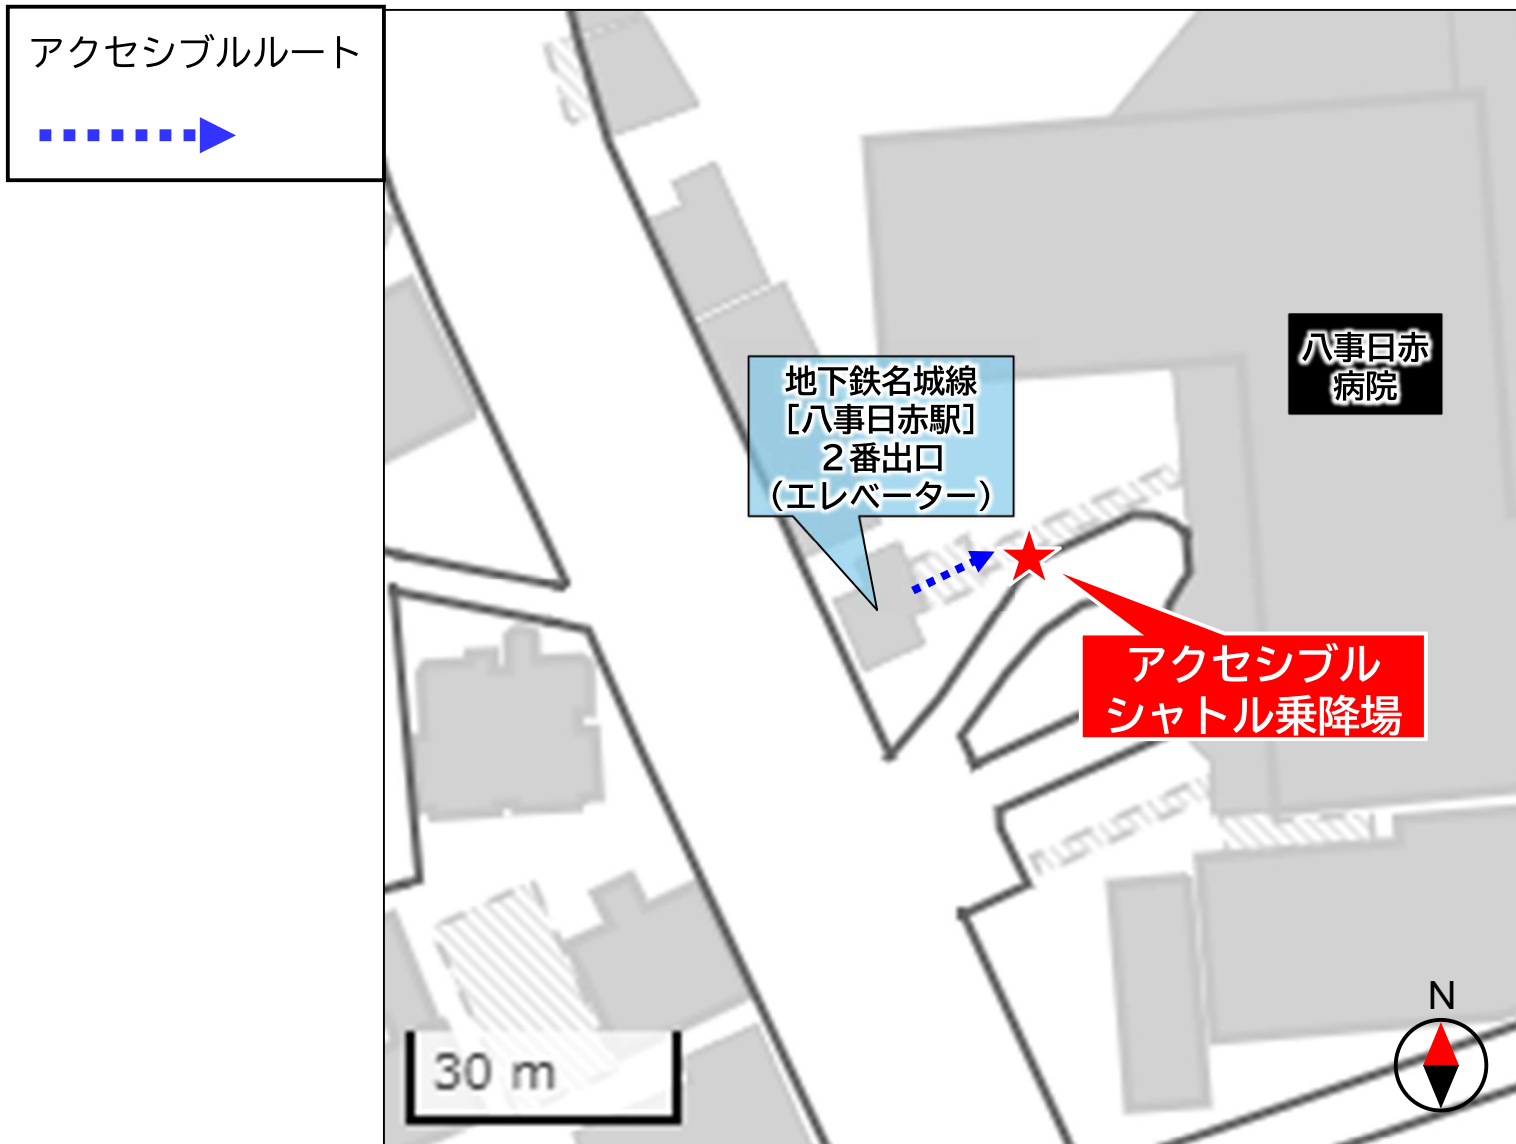 アクセシブルルート
地下鉄名城線
［八事日赤駅］
２番出口
（エレベーター）
八事日赤
病院
アクセシブル
シャトル乗降場
30 m
N